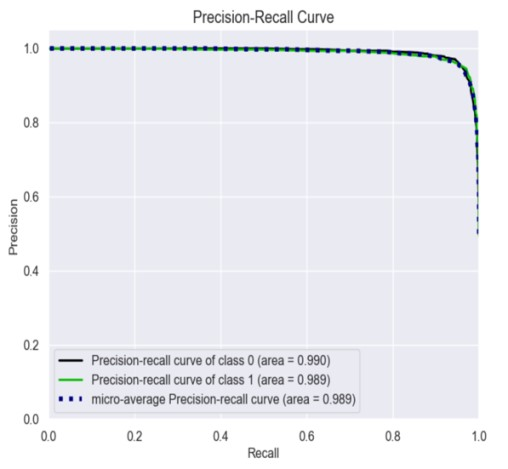 Precision-Recall Curve
1.0
0.8
0.6
0.4
0.2
0.0
Precision
Precision-recall curve of class 0 (area = 0.990)
Precision-recall curve of class 1 (area = 0.989)
micro-average Precision-recall curve (area = 0.989)
0.0 0.2 0.4 0.6 0.8 1.0
Recall